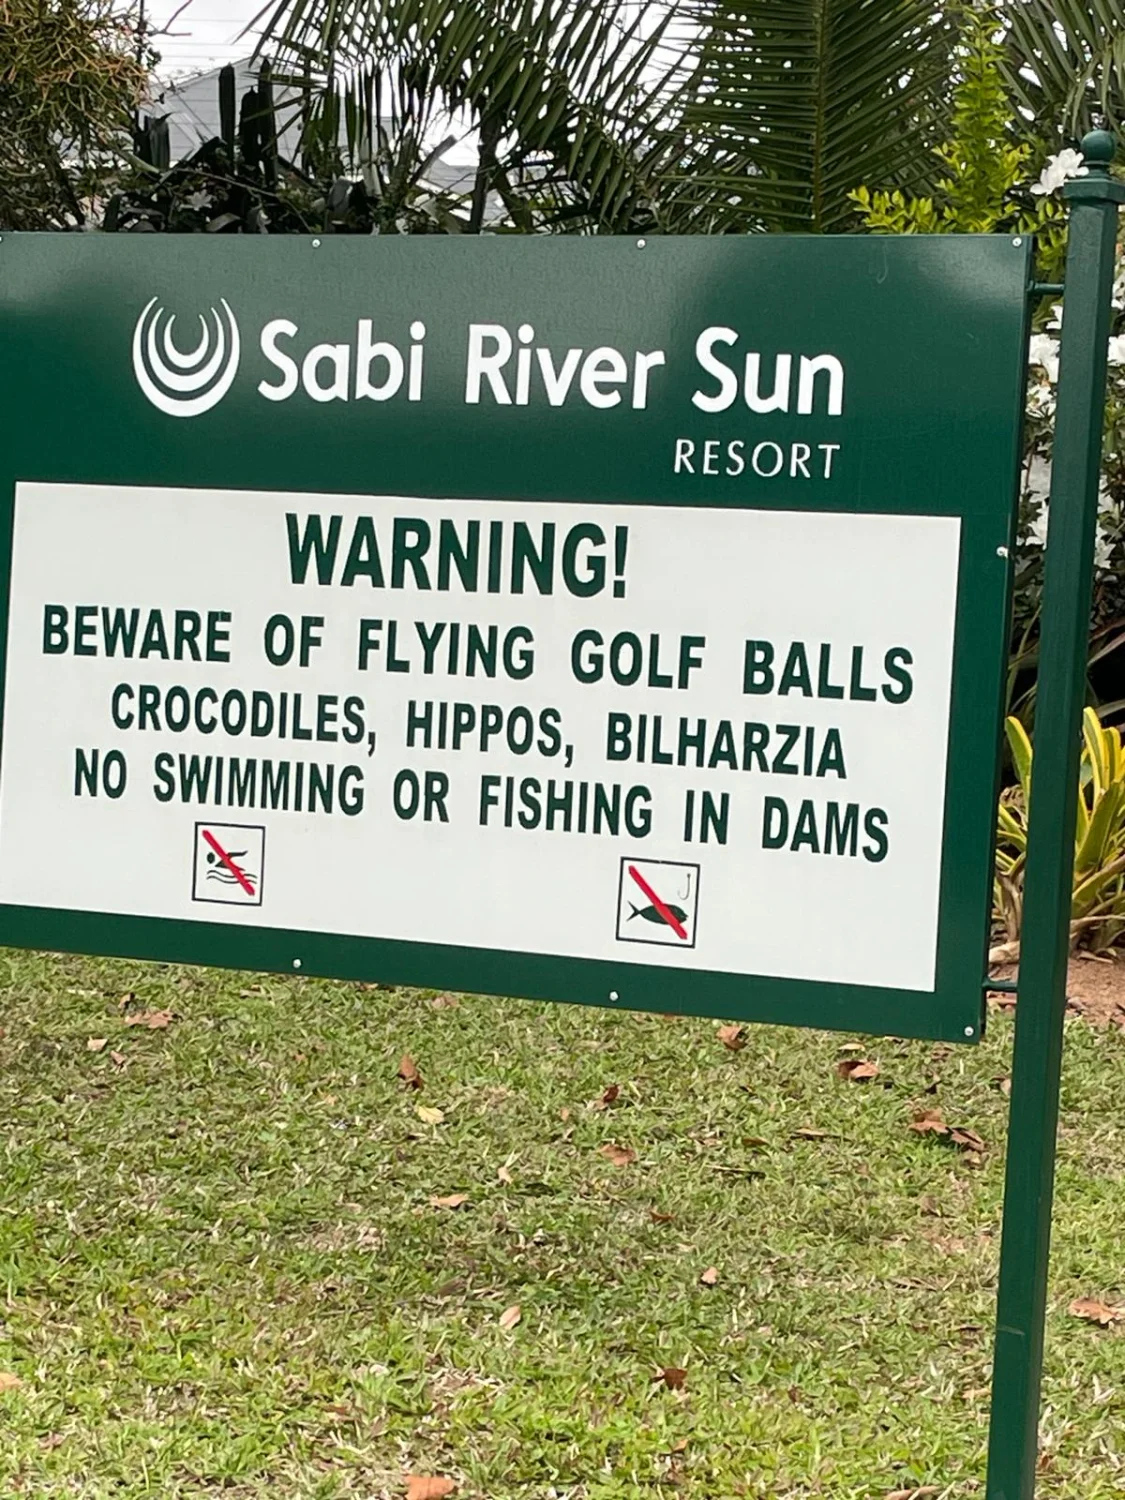 Sabi River Sun
RESORT
WARNING!
BEWARE OF FLYING GOLF BALLS
CROCODILES, HIPPOS, BILHARZIA
NO SWIMMING OR FISHING IN DAMS